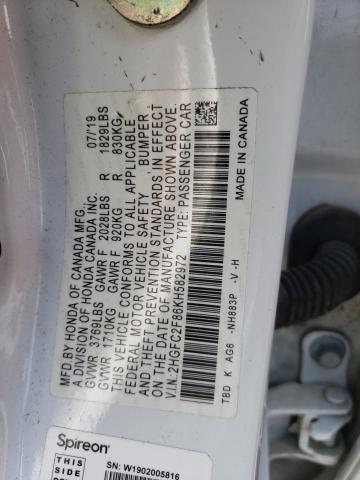 MFD. BY HONDA OF CANADA MFG.
A DIVISION OF HONDA CANADA INC. 07/19
GVWR 3769LBS GAWR F 2028LBS R 1829LBS
GVWR 1710KG GAWR F 920KG R 830KG
THIS VEHICLE CONFORMS TO ALL APPLICABLE
FEDERAL MOTOR VEHICLE SAFETY, BUMPER,
AND THEFT PREVENTION STANDARDS IN EFFECT
ON THE DATE OF MANUFACTURE SHOWN ABOVE.
V.I.N.:2HGFC2F86KH582972 TYPE: PASSENGER CAR
MADE IN CANADA
TBD K AG6 -NH883P -V -H
Spireon
THIS
SIDE
SN: W1902005816